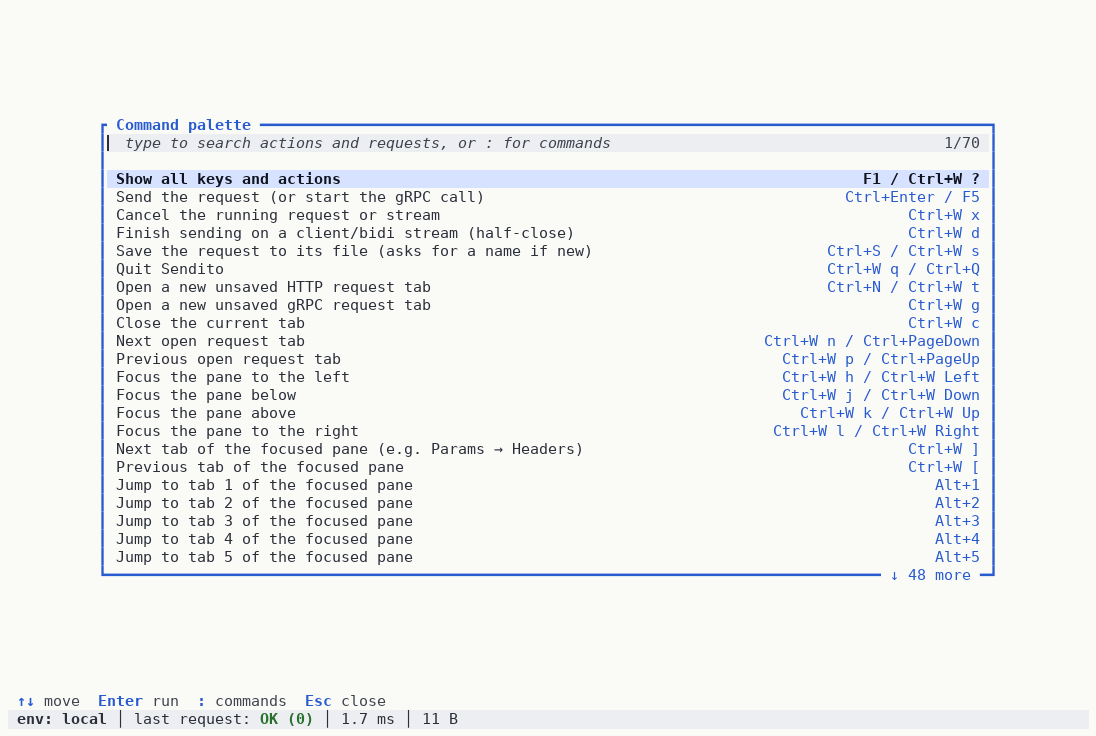 Command palette
type to search actions and requests, or : for commands 1/70
Show all keys and actions F1 / Ctrl+W ?
Send the request (or start the gRPC call) Ctrl+Enter / F5
Cancel the running request or stream Ctrl+W x
Finish sending on a client/bidi stream (half-close) Ctrl+W d
Save the request to its file (asks for a name if new) Ctrl+S / Ctrl+W s
Quit Sendito Ctrl+W q / Ctrl+Q
Open a new unsaved HTTP request tab Ctrl+N / Ctrl+W t
Open a new unsaved gRPC request tab Ctrl+W g
Close the current tab Ctrl+W c
Next open request tab Ctrl+W n / Ctrl+PageDown
Previous open request tab Ctrl+W p / Ctrl+PageUp
Focus the pane to the left Ctrl+W h / Ctrl+W Left
Focus the pane below Ctrl+W j / Ctrl+W Down
Focus the pane above Ctrl+W k / Ctrl+W Up
Focus the pane to the right Ctrl+W l / Ctrl+W Right
Next tab of the focused pane (e.g. Params → Headers) Ctrl+W ]
Previous tab of the focused pane Ctrl+W [
Jump to tab 1 of the focused pane Alt+1
Jump to tab 2 of the focused pane Alt+2
Jump to tab 3 of the focused pane Alt+3
Jump to tab 4 of the focused pane Alt+4
Jump to tab 5 of the focused pane Alt+5
↓ 48 more
↑↓ move Enter run : commands Esc close
env: local │ last request: OK (0) │ 1.7 ms │ 11 B